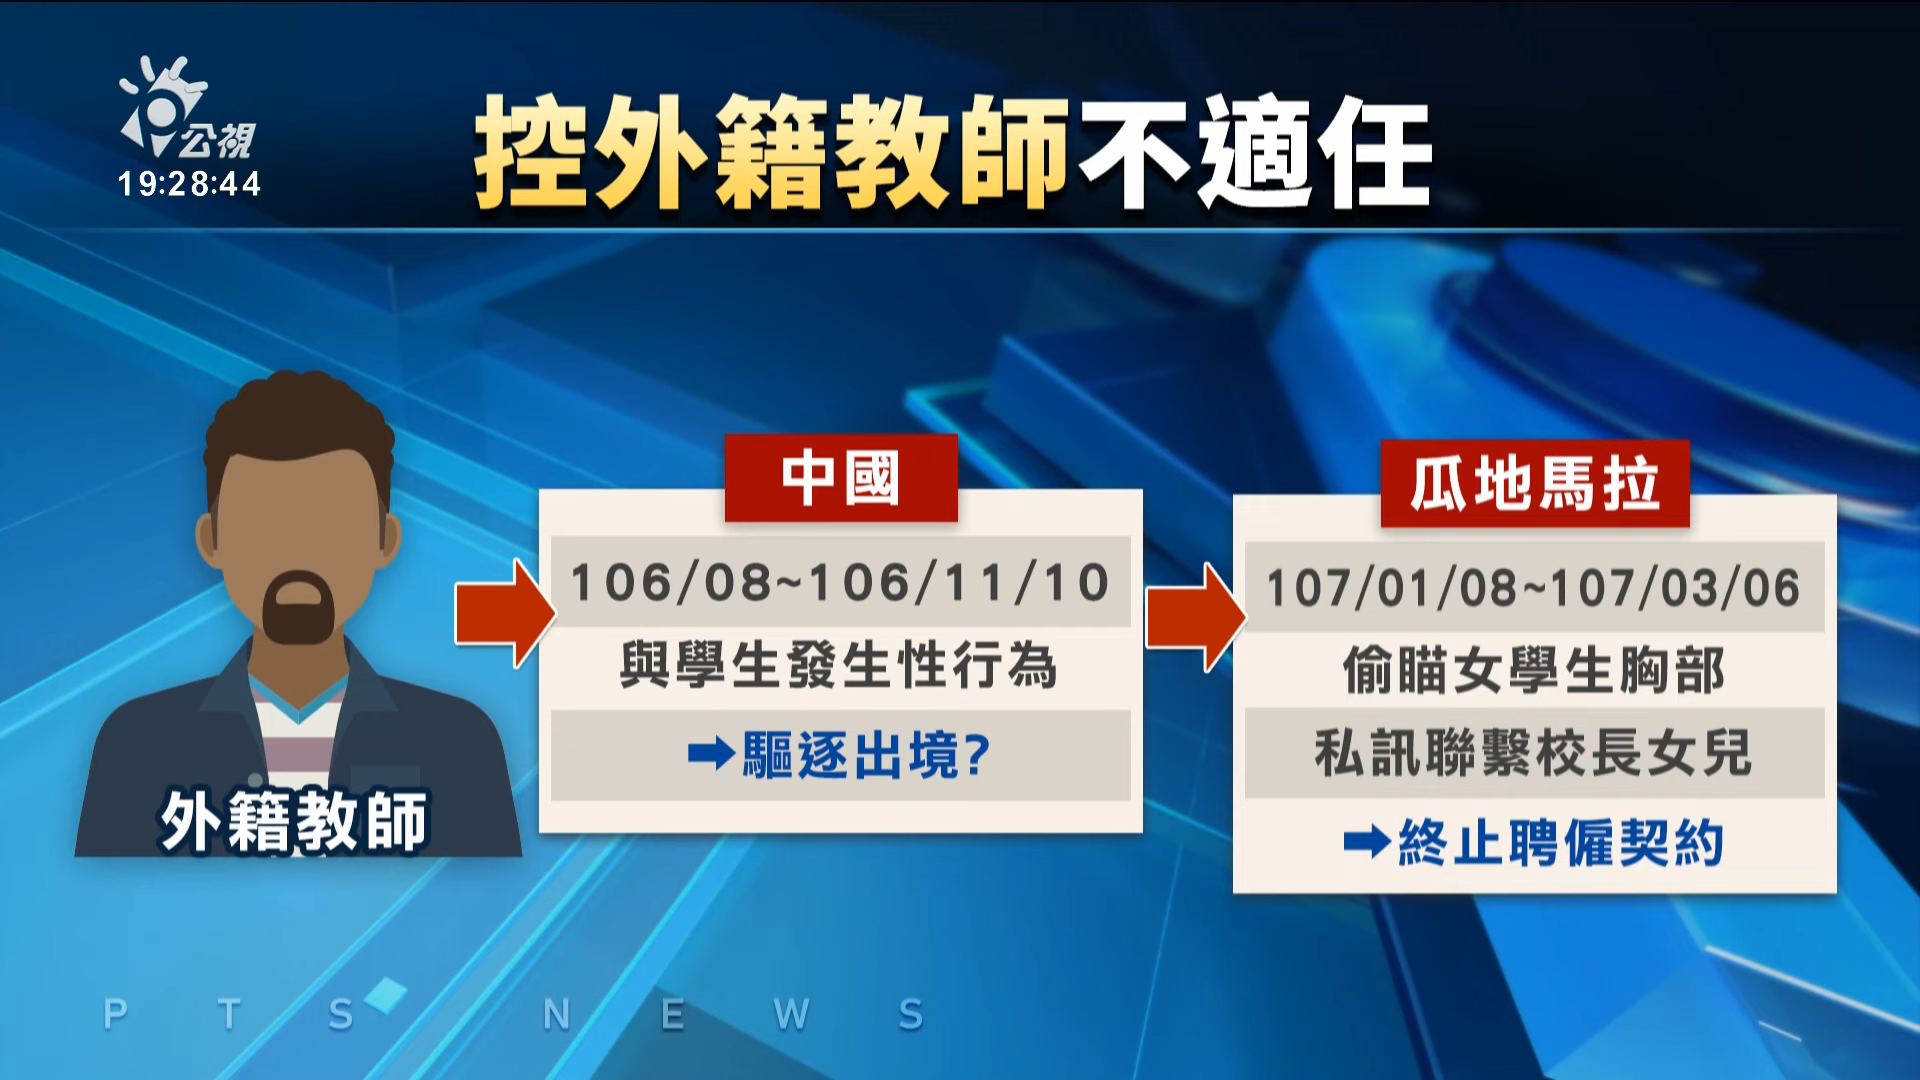 公視
19:28:44
控外籍教師不適任
中國
106/08~106/11/10
與學生發生性行為
➡驅逐出境?
瓜地馬拉
107/01/08~107/03/06
偷瞄女學生胸部
私訊聯繫校長女兒
➡終止聘僱契約
外籍教師
PTS NEWS